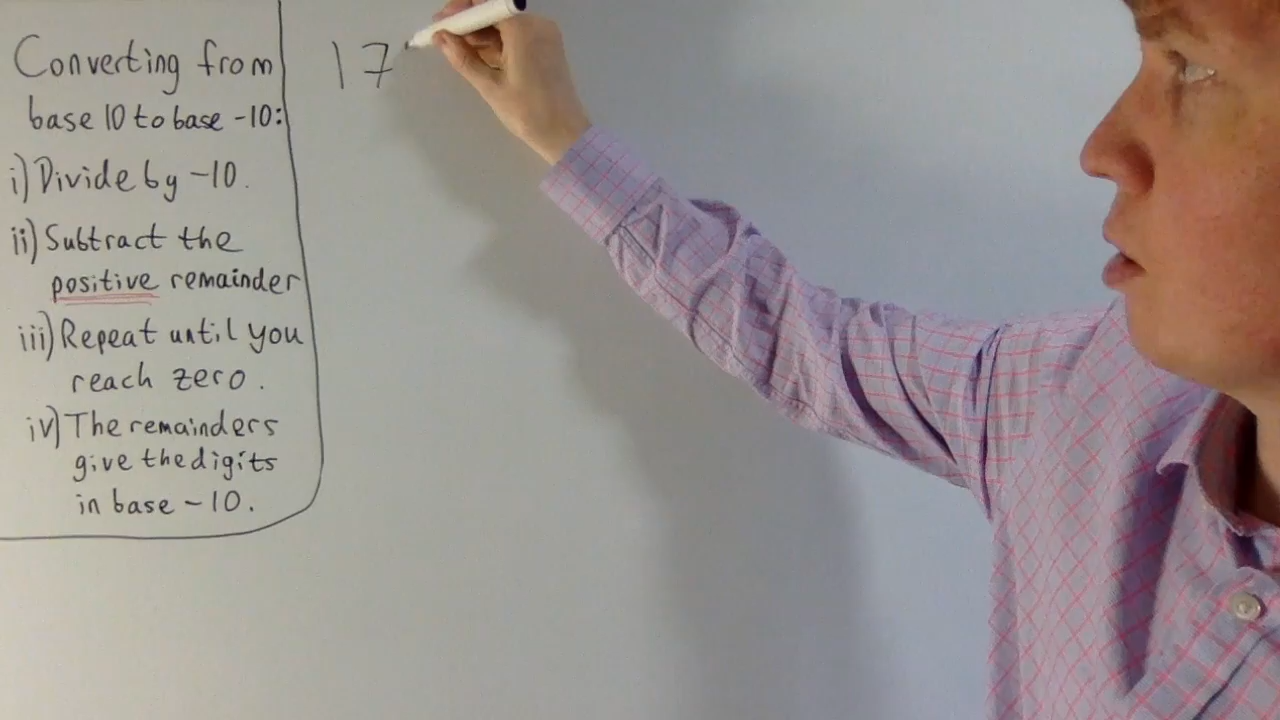 Converting from
base 10 to base -10:
i) Divide by -10.
ii) Subtract the
positive remainder
iii) Repeat until you
reach zero.
iv) The remainders
give the digits
in base -10.
17